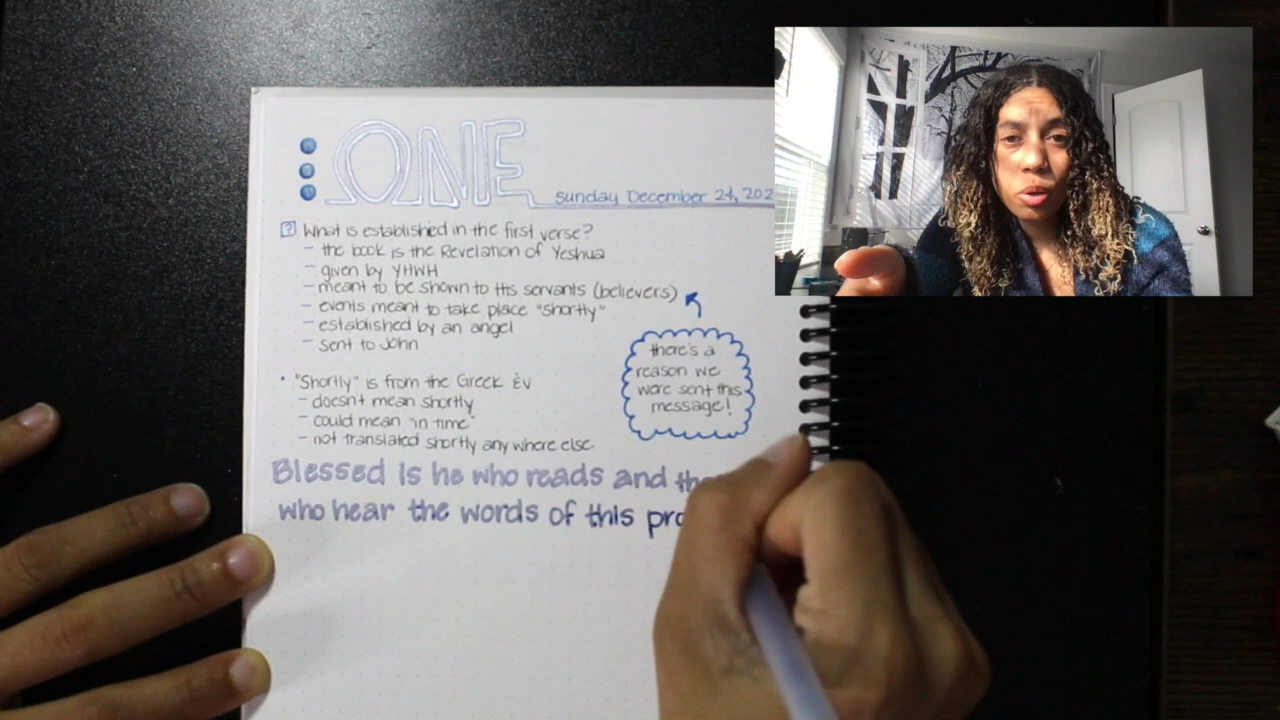 ONE
Sunday December 24, 202
? What is established in the first verse?
- the book is the Revelation of Yeshua
- given by YHWH
- meant to be shown to His servants (believers)
- events meant to take place "shortly"
- established by an angel
- sent to John
there's a
reason we
were sent this
message!
• "Shortly" is from the Greek ἐν
- doesn't mean shortly
- could mean "in time"
- not translated shortly any where else
Blessed is he who reads and
who hear the words of this